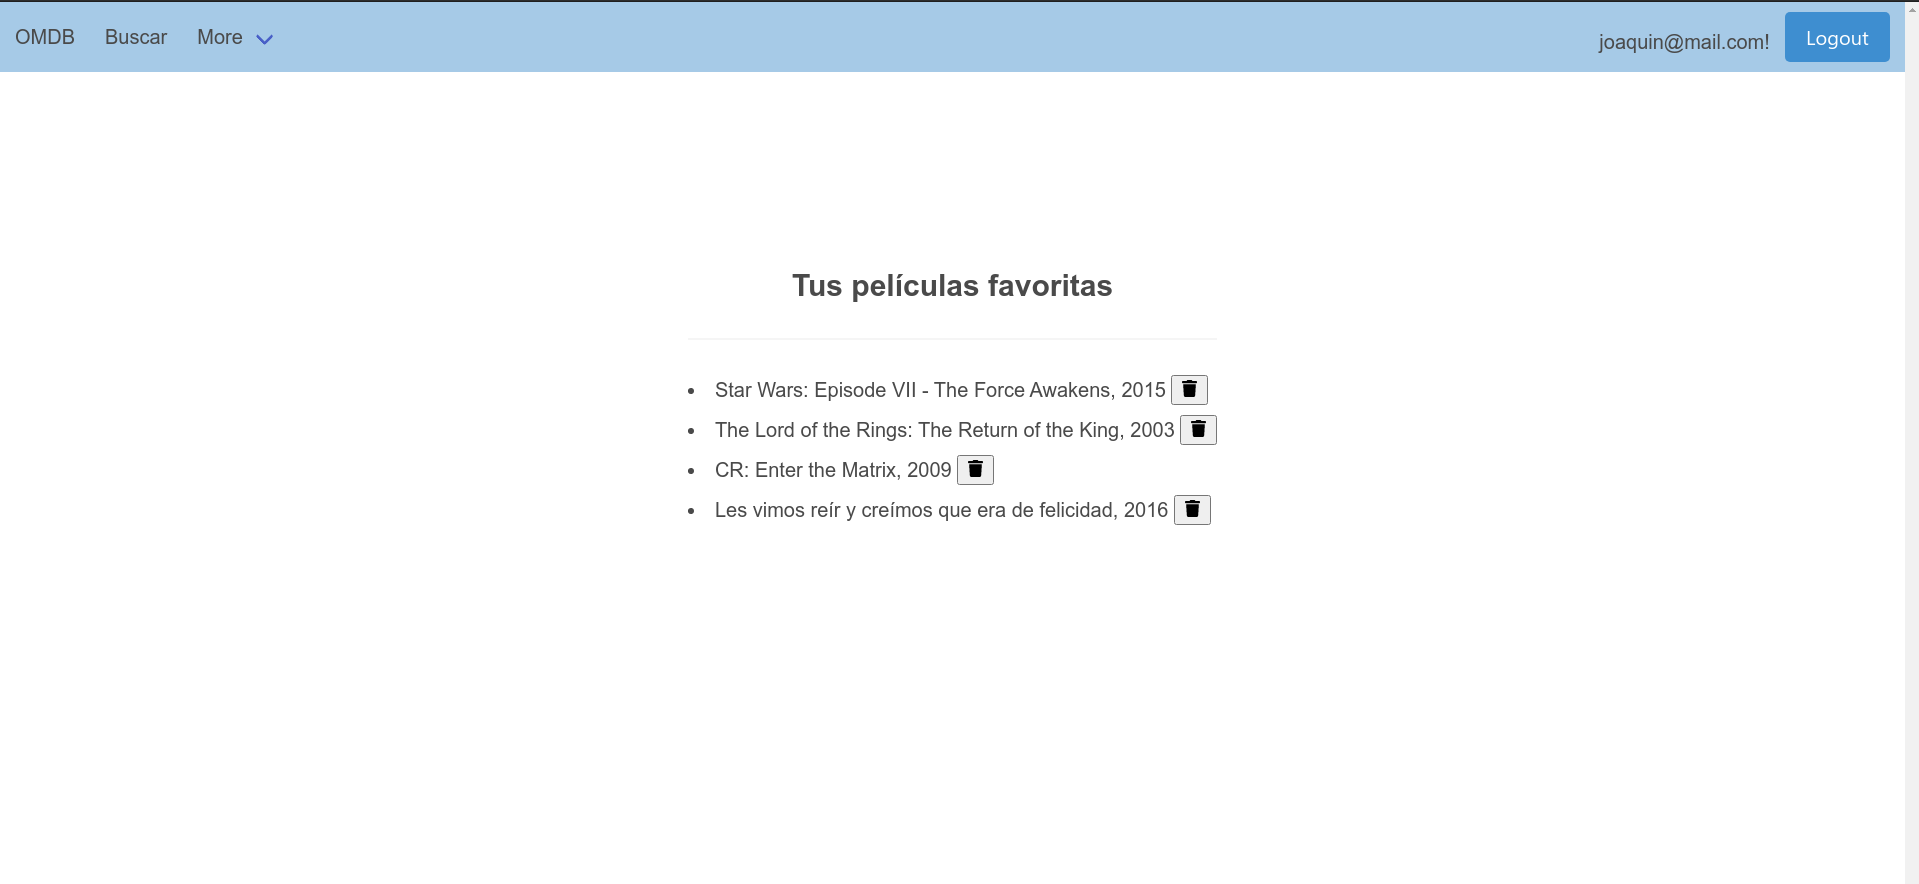 OMDB Buscar More joaquin@mail.com! Logout
Tus películas favoritas
Star Wars: Episode VII - The Force Awakens, 2015
The Lord of the Rings: The Return of the King, 2003
CR: Enter the Matrix, 2009
Les vimos reír y creímos que era de felicidad, 2016